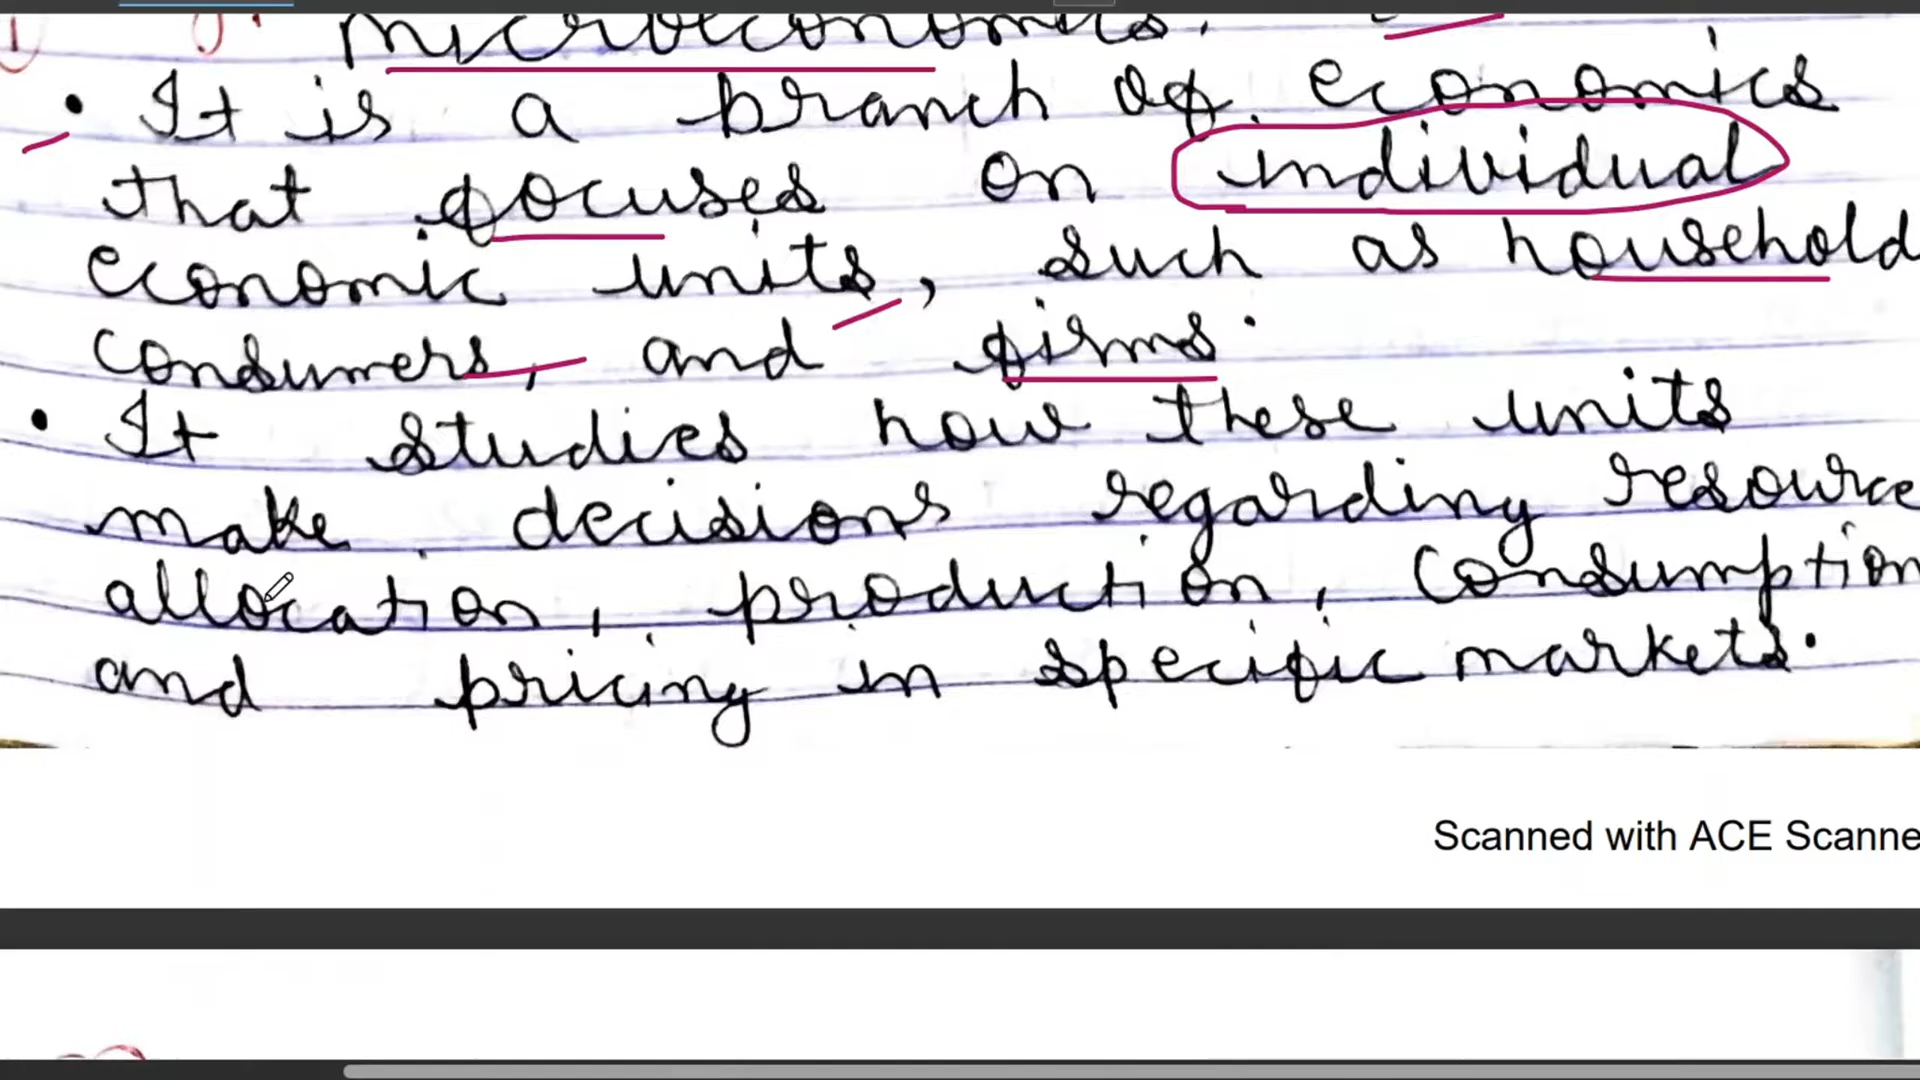 microeconomics.
• It is a branch of economics
that focuses on individual
economic units, such as household
consumers, and firms.
• It studies how these units
make decisions regarding resource
allocation, production, consumption
and pricing in specific markets.
Scanned with ACE Scanne